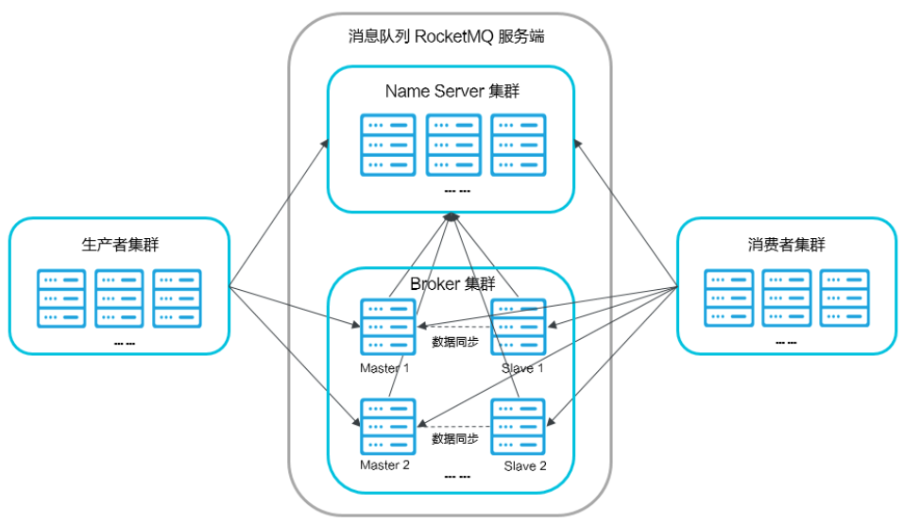 消息队列 RocketMQ 服务端
Name Server 集群
... ...
生产者集群
... ...
消费者集群
... ...
Broker 集群
数据同步
Master 1
Slave 1
数据同步
Master 2
Slave 2
... ...